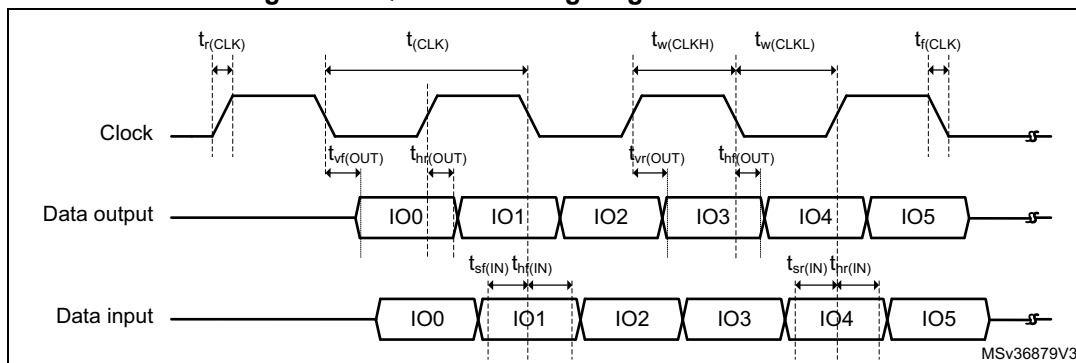 t_r(CLK) t_(CLK) t_w(CLKH) t_w(CLKL) t_f(CLK)
Clock
t_vf(OUT) t_hr(OUT) t_vr(OUT) t_hf(OUT)
Data output IO0 IO1 IO2 IO3 IO4 IO5
t_sf(IN) t_hf(IN) t_sr(IN) t_hr(IN)
Data input IO0 IO1 IO2 IO3 IO4 IO5
MSv36879V3